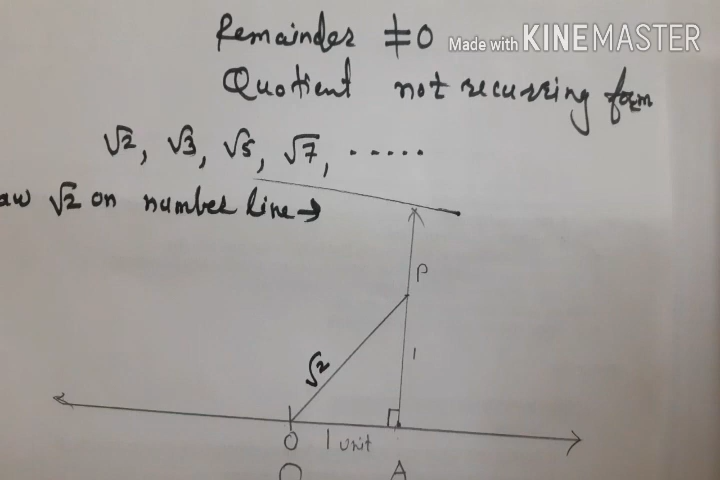 Remainder ≠0
Made with KINEMASTER
Quotient not recurring form
√2, √3, √5, √7, .....
aw √2 on number line→
P
√2
1
0 1 unit
O A